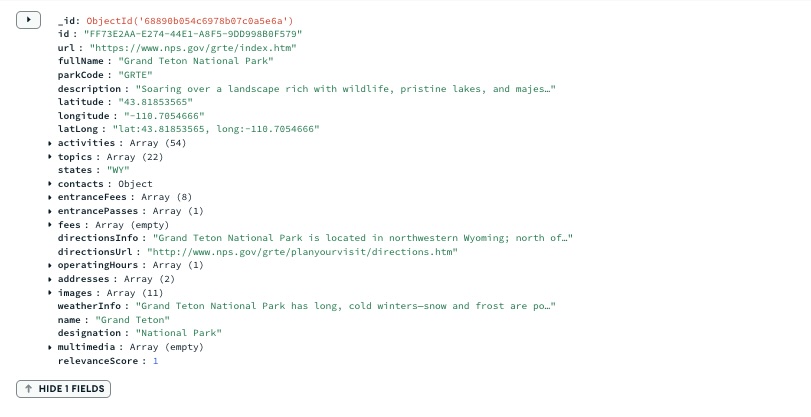 _id: ObjectId('68890b054c6978b07c0a5e6a')
id : "FF73E2AA-E274-44E1-A8F5-9DD998B0F579"
url : "https://www.nps.gov/grte/index.htm"
fullName : "Grand Teton National Park"
parkCode : "GRTE"
description : "Soaring over a landscape rich with wildlife, pristine lakes, and majes…"
latitude : "43.81853565"
longitude : "-110.7054666"
latLong : "lat:43.81853565, long:-110.7054666"
activities : Array (54)
topics : Array (22)
states : "WY"
contacts : Object
entranceFees : Array (8)
entrancePasses : Array (1)
fees : Array (empty)
directionsInfo : "Grand Teton National Park is located in northwestern Wyoming; north of…"
directionsUrl : "http://www.nps.gov/grte/planyourvisit/directions.htm"
operatingHours : Array (1)
addresses : Array (2)
images : Array (11)
weatherInfo : "Grand Teton National Park has long, cold winters—snow and frost are po…"
name : "Grand Teton"
designation : "National Park"
multimedia : Array (empty)
relevanceScore : 1
HIDE 1 FIELDS